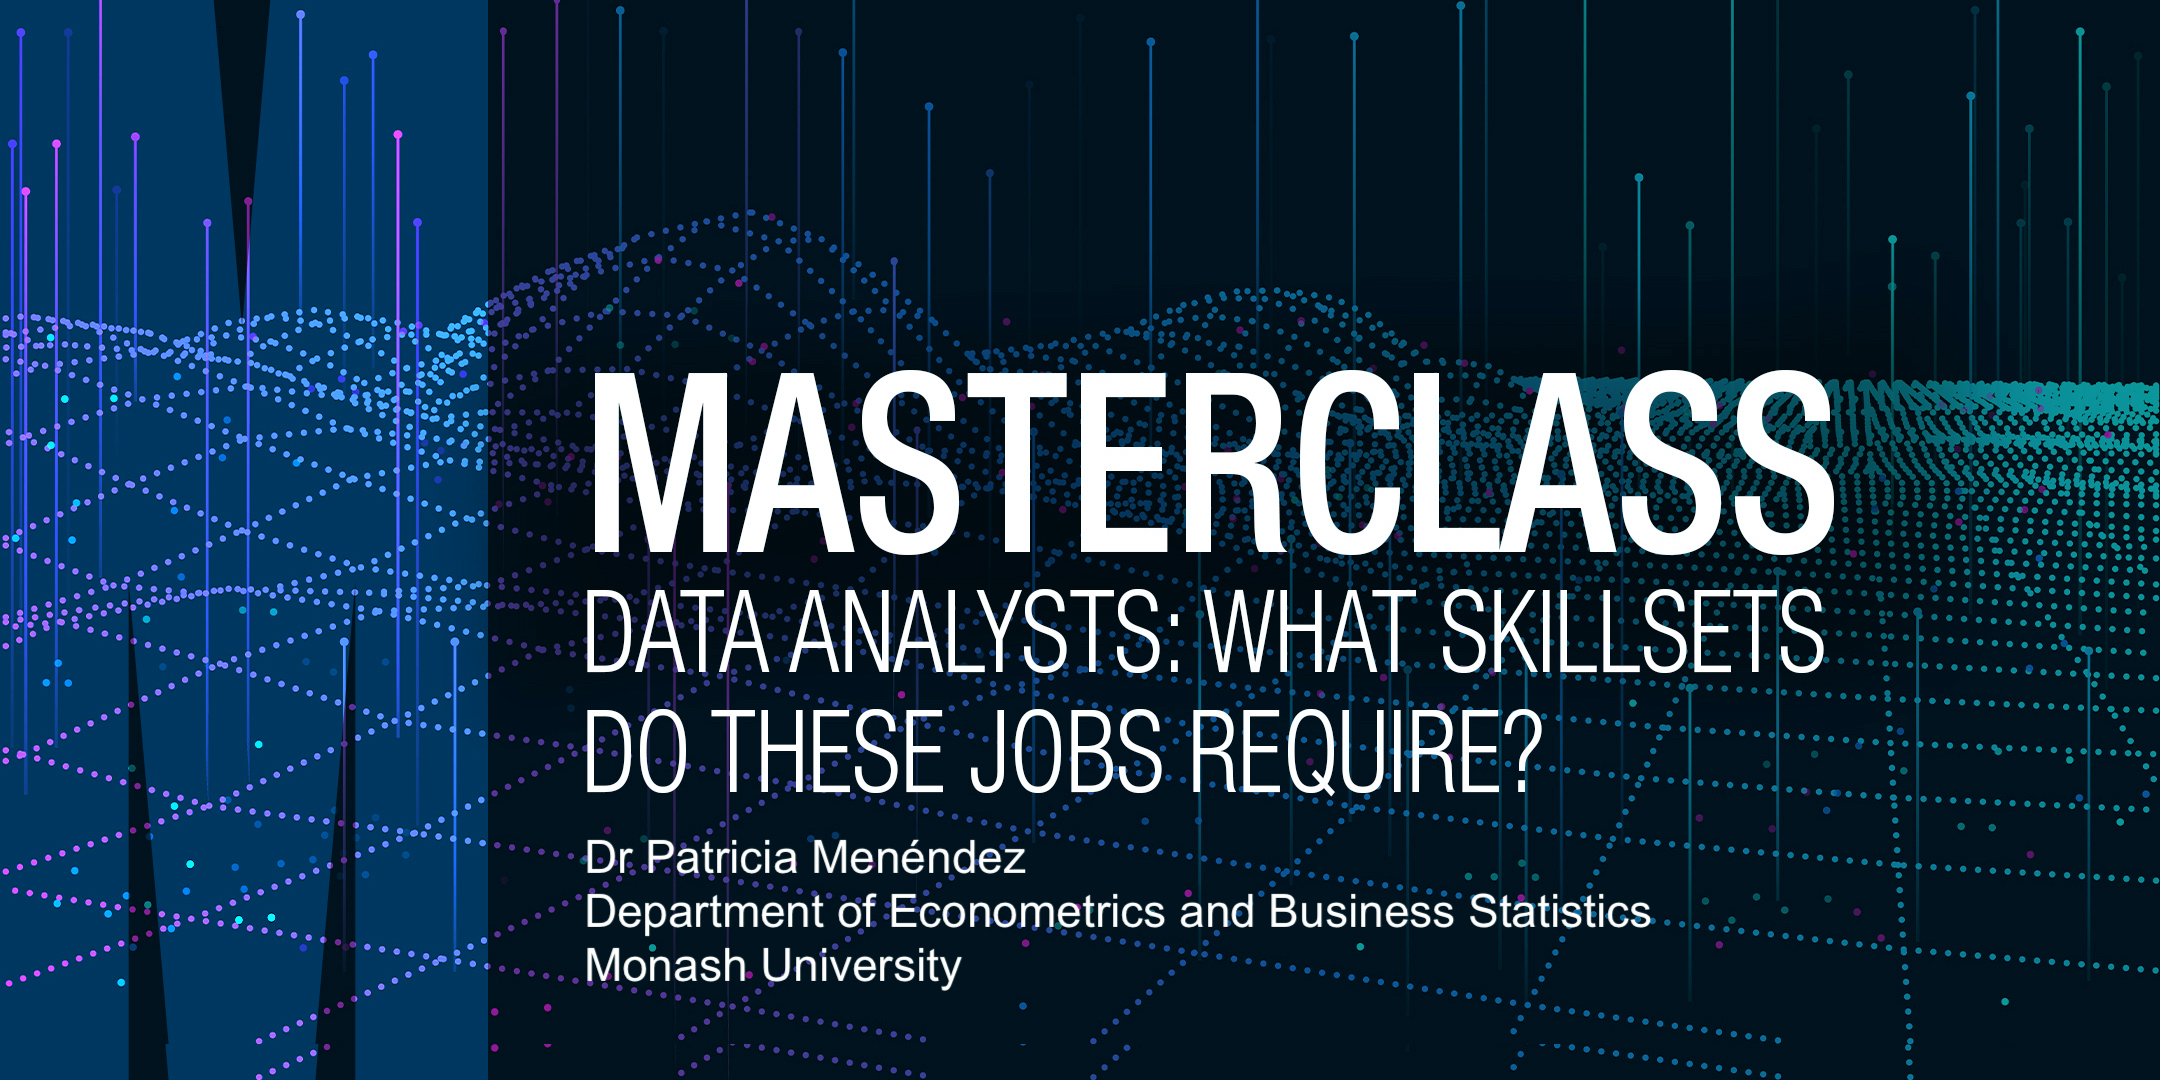 MASTERCLASS
DATA ANALYSTS: WHAT SKILLSETS
DO THESE JOBS REQUIRE?
Dr Patricia Menéndez
Department of Econometrics and Business Statistics
Monash University